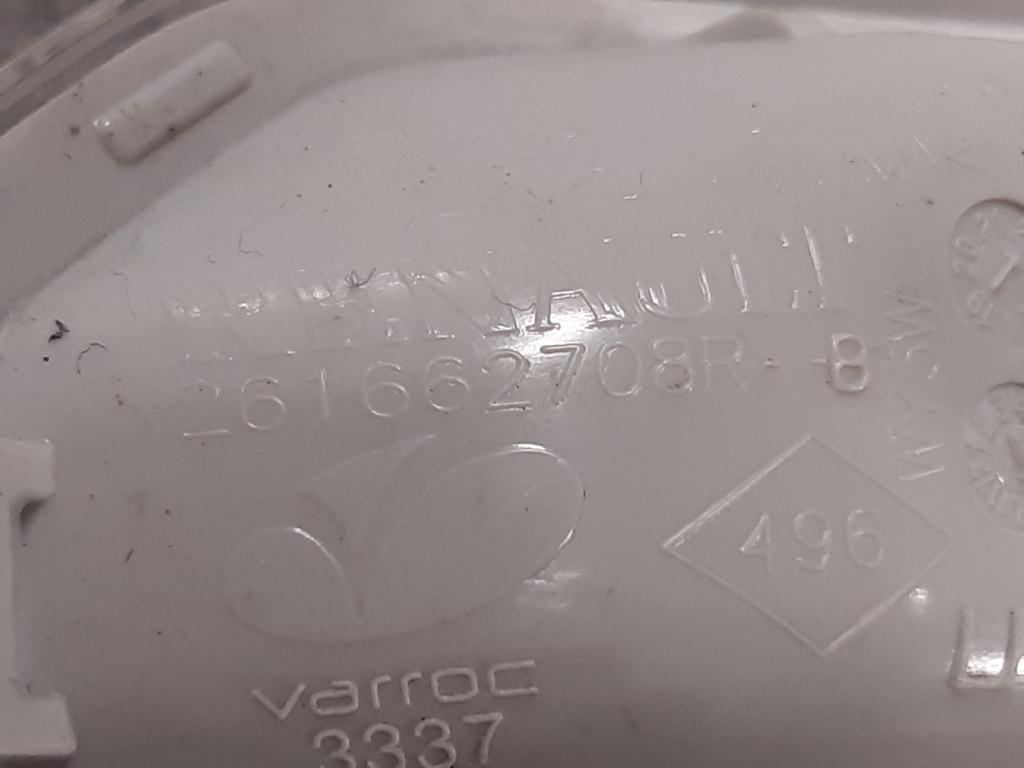 RENAULT
261662708R--B
496
varroc
3337